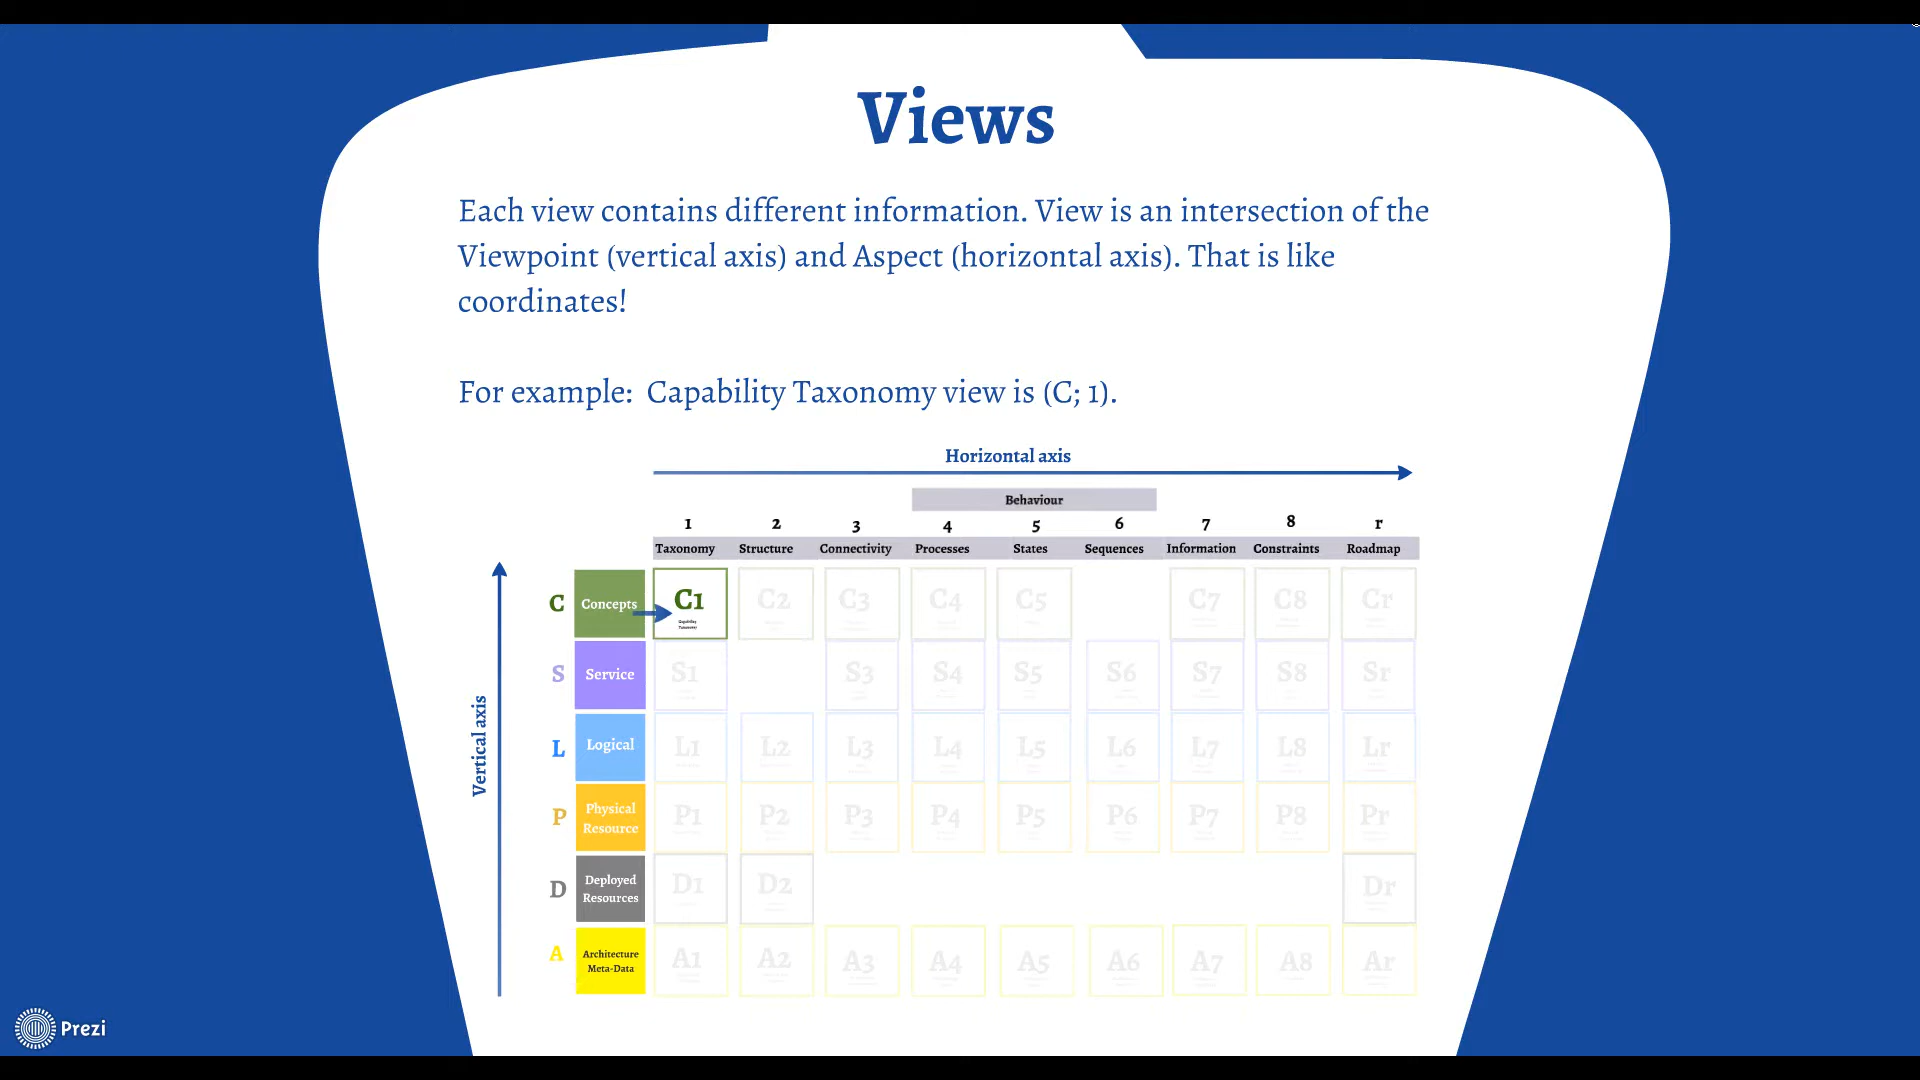 Views
Each view contains different information. View is an intersection of the
Viewpoint (vertical axis) and Aspect (horizontal axis). That is like
coordinates!
For example: Capability Taxonomy view is (C; 1).
Horizontal axis
Behaviour
1 2 3 4 5 6 7 8 r
Taxonomy Structure Connectivity Processes States Sequences Information Constraints Roadmap
Vertical axis
C Concepts C1 C2 C3 C4 C5 C7 C8 Cr
Capability
Taxonomy
S Service S1 S3 S4 S5 S6 S7 S8 Sr
L Logical L1 L2 L3 L4 L5 L6 L7 L8 Lr
P Physical
Resource P1 P2 P3 P4 P5 P6 P7 P8 Pr
D Deployed
Resources D1 D2 Dr
A Architecture
Meta-Data A1 A2 A3 A4 A5 A6 A7 A8 Ar
Prezi